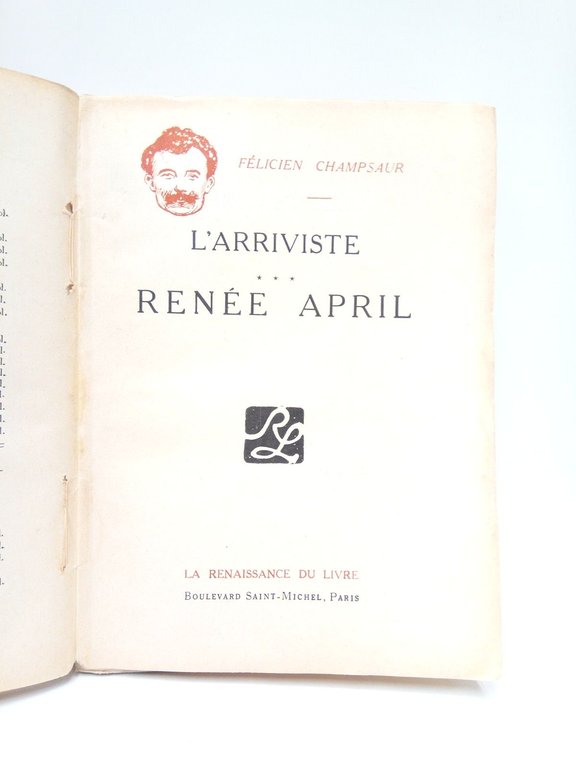 FÉLICIEN CHAMPSAUR
L'ARRIVISTE
* * *
RENÉE APRIL
RL
LA RENAISSANCE DU LIVRE
BOULEVARD SAINT-MICHEL, PARIS